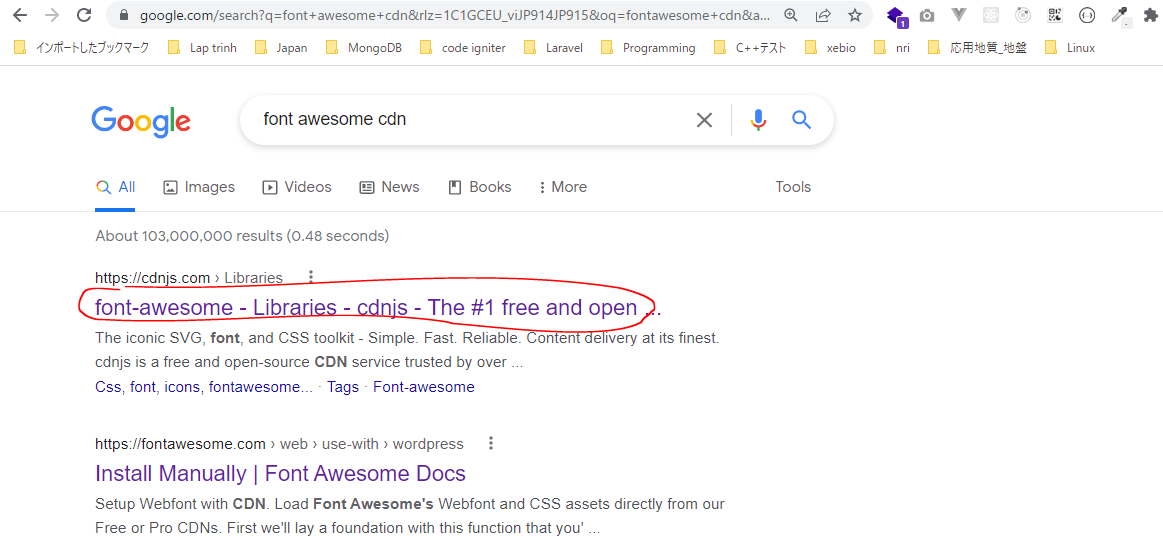 google.com/search?q=font+awesome+cdn&rlz=1C1GCEU_viJP914JP915&oq=fontawesome+cdn&a...
1
インポートしたブックマーク Lap trinh Japan MongoDB code igniter Laravel Programming C++テスト xebio nri 応用地質_地盤 Linux
Google
font awesome cdn
All Images Videos News Books More Tools
About 103,000,000 results (0.48 seconds)
https://cdnjs.com › Libraries
font-awesome - Libraries - cdnjs - The #1 free and open ...
The iconic SVG, font, and CSS toolkit - Simple. Fast. Reliable. Content delivery at its finest.
cdnjs is a free and open-source CDN service trusted by over ...
Css, font, icons, fontawesome... · Tags · Font-awesome
https://fontawesome.com › web › use-with › wordpress
Install Manually | Font Awesome Docs
Setup Webfont with CDN. Load Font Awesome's Webfont and CSS assets directly from our
Free or Pro CDNs. First we'll lay a foundation with this function that you' ...